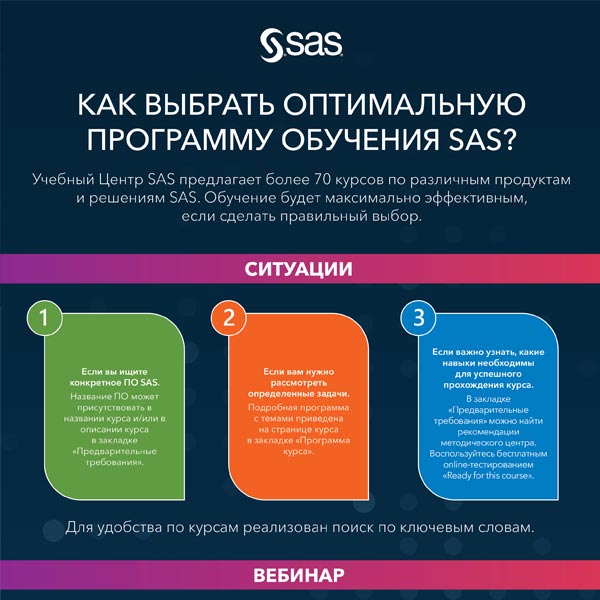 sas
КАК ВЫБРАТЬ ОПТИМАЛЬНУЮ
ПРОГРАММУ ОБУЧЕНИЯ SAS?
Учебный Центр SAS предлагает более 70 курсов по различным продуктам
и решениям SAS. Обучение будет максимально эффективным,
если сделать правильный выбор.
СИТУАЦИИ
1
Если вы ищите
конкретное ПО SAS.
Название ПО может
присутствовать в
названии курса и/или в
описании курса
в закладке
«Предварительные
требования».
2
Если вам нужно
рассмотреть
определенные задачи.
Подробная программа
с темами приведена
на странице курса
в закладке «Программа
курса».
3
Если важно узнать, какие
навыки необходимы
для успешного
прохождения курса.
В закладке
«Предварительные
требования» можно найти
рекомендации
методического центра.
Воспользуйтесь бесплатным
online-тестированием
«Ready for this course».
Для удобства по курсам реализован поиск по ключевым словам.
ВЕБИНАР